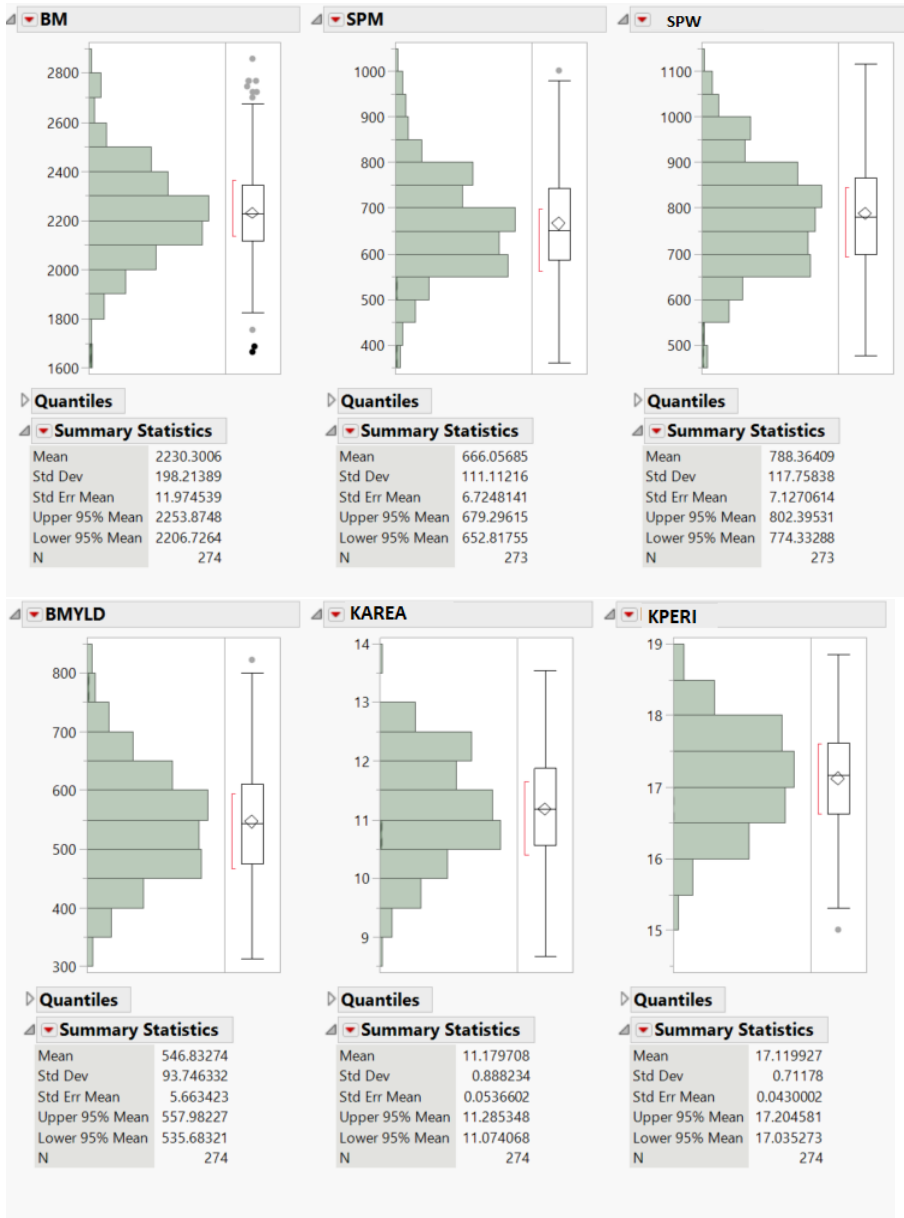 BM
SPM
SPW
2800
2600
2400
2200
2000
1800
1600
1000
900
800
700
600
500
400
1100
1000
900
800
700
600
500
Quantiles
Quantiles
Quantiles
Summary Statistics
Mean 2230.3006
Std Dev 198.21389
Std Err Mean 11.974539
Upper 95% Mean 2253.8748
Lower 95% Mean 2206.7264
N 274
Summary Statistics
Mean 666.05685
Std Dev 111.11216
Std Err Mean 6.7248141
Upper 95% Mean 679.29615
Lower 95% Mean 652.81755
N 273
Summary Statistics
Mean 788.36409
Std Dev 117.75838
Std Err Mean 7.1270614
Upper 95% Mean 802.39531
Lower 95% Mean 774.33288
N 273
BMYLD
KAREA
KPERI
800
700
600
500
400
300
14
13
12
11
10
9
19
18
17
16
15
Quantiles
Quantiles
Quantiles
Summary Statistics
Mean 546.83274
Std Dev 93.746332
Std Err Mean 5.663423
Upper 95% Mean 557.98227
Lower 95% Mean 535.68321
N 274
Summary Statistics
Mean 11.179708
Std Dev 0.888234
Std Err Mean 0.0536602
Upper 95% Mean 11.285348
Lower 95% Mean 11.074068
N 274
Summary Statistics
Mean 17.119927
Std Dev 0.71178
Std Err Mean 0.0430002
Upper 95% Mean 17.204581
Lower 95% Mean 17.035273
N 274